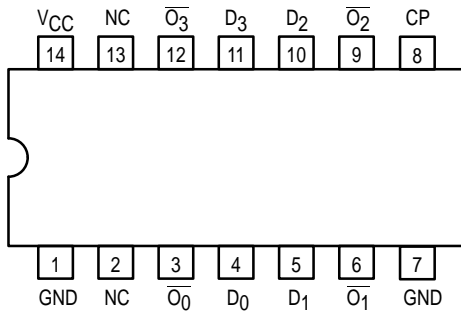 VCC NC O3 D3 D2 O2 CP
14 13 12 11 10 9 8
1 2 3 4 5 6 7
GND NC O0 D0 D1 O1 GND